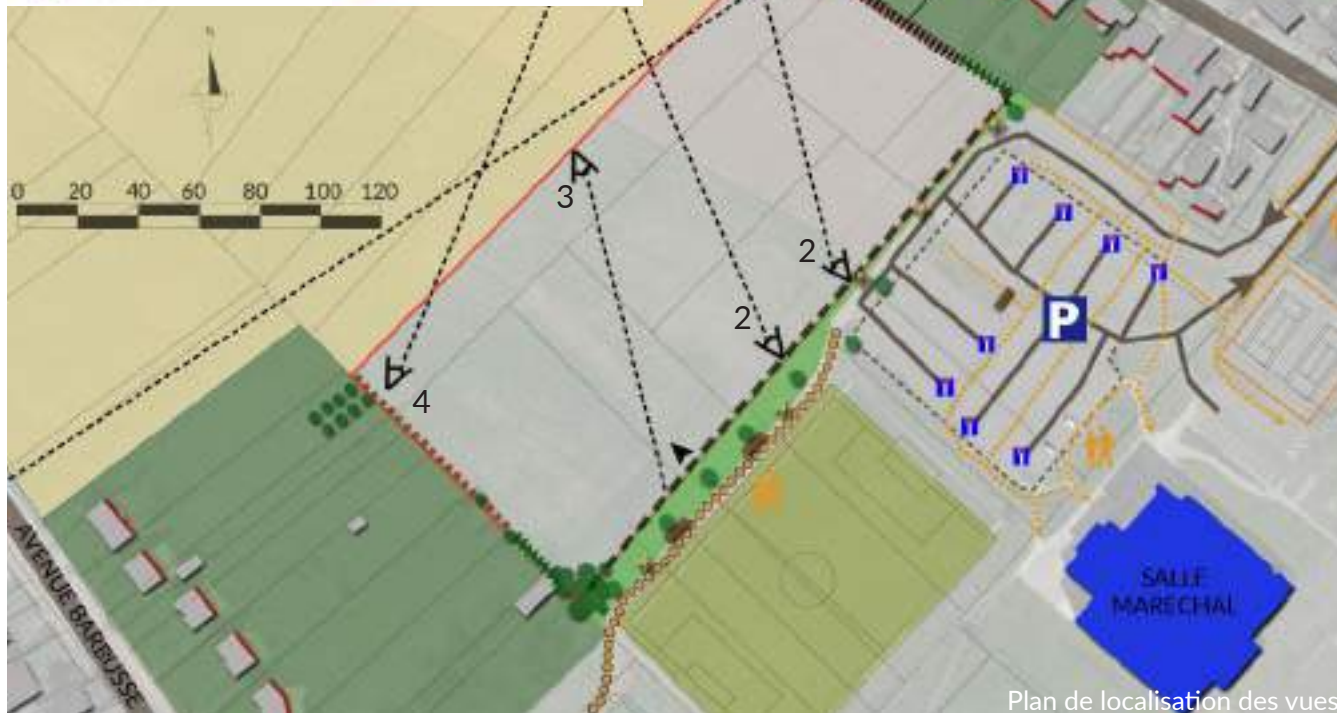 N
0 20 40 60 80 100 120
3
2
2
4
P
AVENUE BARBUSSE
SALLE
MARECHAL
Plan de localisation des vues